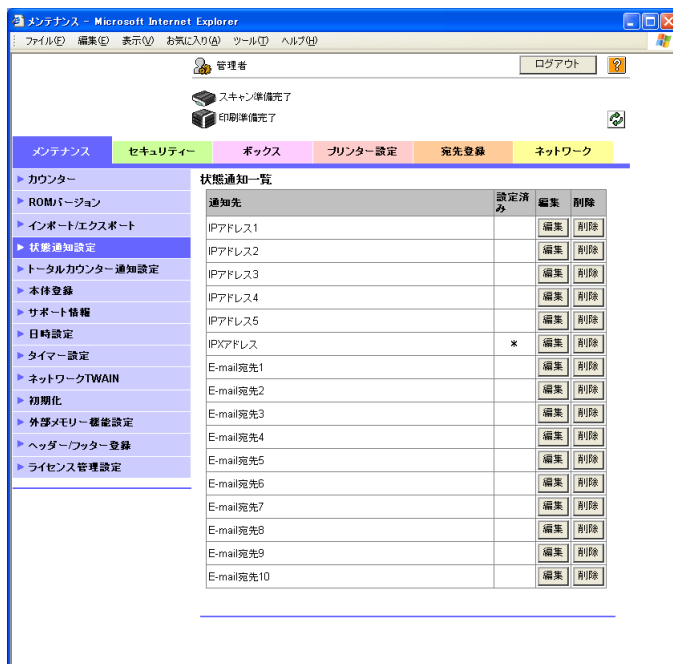 メンテナンス - Microsoft Internet Explorer
ファイル(F) 編集(E) 表示(V) お気に入り(A) ツール(T) ヘルプ(H)
管理者 ログアウト ?
スキャン準備完了
印刷準備完了
メンテナンス セキュリティー ボックス プリンター設定 宛先登録 ネットワーク
カウンター
ROMバージョン
インポート/エクスポート
状態通知設定
トータルカウンター通知設定
本体登録
サポート情報
日時設定
タイマー設定
ネットワークTWAIN
初期化
外部メモリー機能設定
ヘッダー/フッター登録
ライセンス管理設定
状態通知一覧
通知先 設定済み 編集 削除
IPアドレス1 編集 削除
IPアドレス2 編集 削除
IPアドレス3 編集 削除
IPアドレス4 編集 削除
IPアドレス5 編集 削除
IPXアドレス * 編集 削除
E-mail宛先1 編集 削除
E-mail宛先2 編集 削除
E-mail宛先3 編集 削除
E-mail宛先4 編集 削除
E-mail宛先5 編集 削除
E-mail宛先6 編集 削除
E-mail宛先7 編集 削除
E-mail宛先8 編集 削除
E-mail宛先9 編集 削除
E-mail宛先10 編集 削除